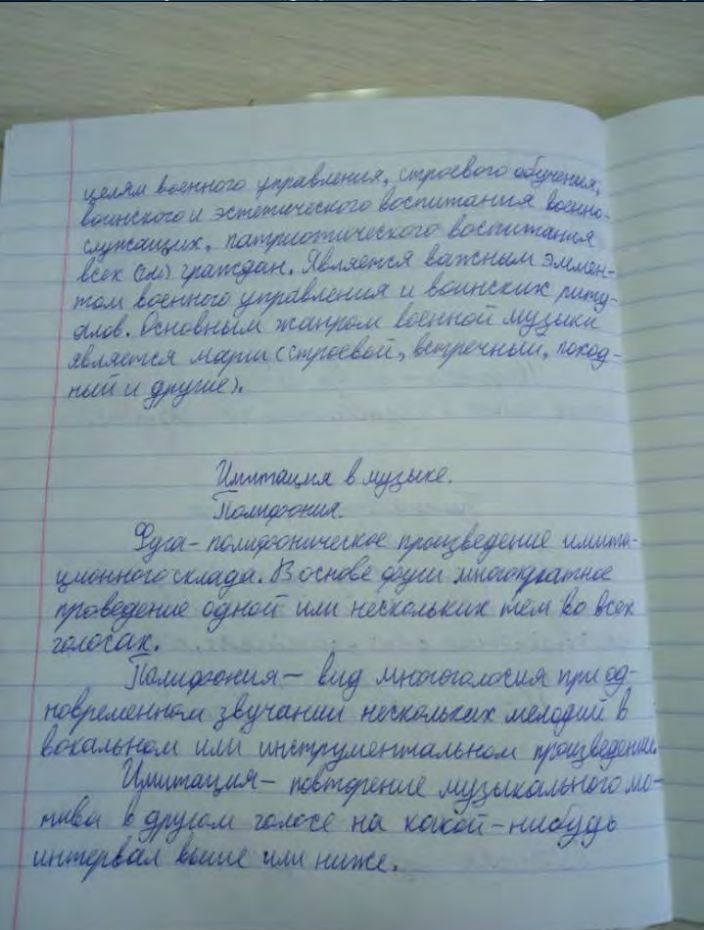 целям военного управления, строевого обучения,
воинского и эстетического воспитания военно-
служащих, патриотического воспитания
всех граждан. Является важным элемен-
том военного управления и воинских риту-
алов. Основным жанром военной музыки
является марш (строевой, встречный, поход-
ный и другие).
Имитация в музыке.
Полифония.
Фуга - полифоническое произведение имита-
ционного склада. В основе фуги многократное
проведение одной или нескольких тем во всех
голосах.
Полифония - вид многоголосия при од-
новременном звучании нескольких мелодий в
вокальном или инструментальном произведении.
Имитация - повторение музыкального мо-
тива в другом голосе на какой-нибудь
интервал выше или ниже.